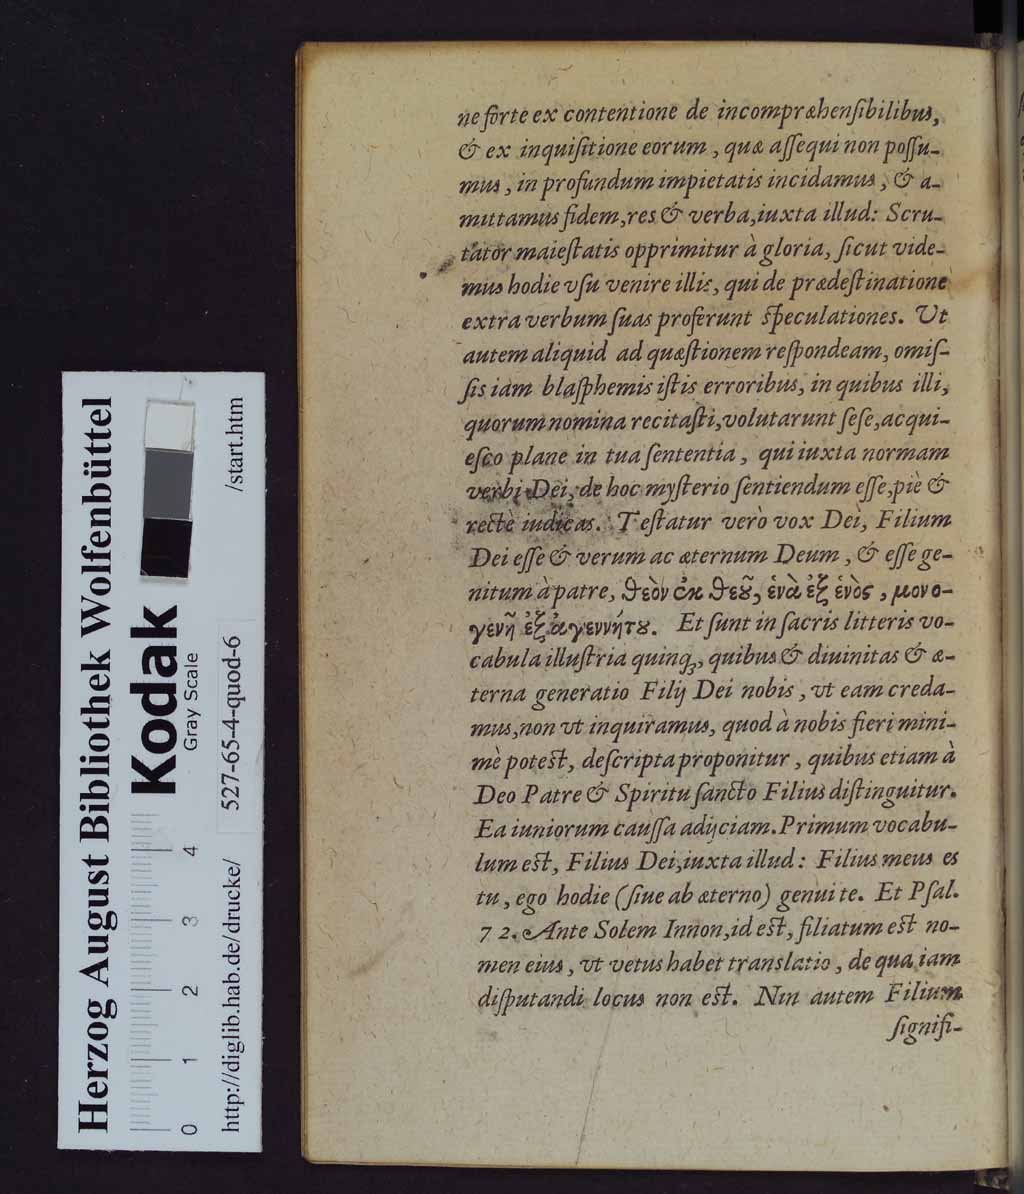 ne forte ex contentione de incompræhenſibilibus,
& ex inquiſitione eorum, quæ aſſequi non poſſu-
mus, in profundum impietatis incidamus, & a-
mittamus fidem, res & verba, iuxta illud: Scru-
tator maieſtatis opprimitur à gloria, ſicut vide-
mus hodie vſu venire illis, qui de prædeſtinatione
extra verbum ſuas proferunt ſpeculationes. Ut
autem aliquid ad quæſtionem reſpondeam, omiſ-
ſis iam blaſphemis iſtis erroribus, in quibus illi,
quorum nomina recitaſti, volutarunt ſeſe, acqui-
eſco plane in tua ſententia, qui iuxta normam
verbi Dei, de hoc myſterio ſentiendum eſſe, piè &
rectè iudicas. Teſtatur verò vox Dei, Filium
Dei eſſe & verum ac æternum Deum, & eſſe ge-
nitum à patre, θεὸν ἐκ θεοῦ, ἑνὰ ἐξ ἑνὸς, μονο-
γενῆ ἐξ ἀγεννήτου. Et ſunt in ſacris litteris vo-
cabula illuſtria quinq;, quibus & diuinitas & æ-
terna generatio Filij Dei nobis, vt eam creda-
mus, non vt inquiramus, quod à nobis fieri mini-
mè poteſt, deſcripta proponitur, quibus etiam à
Deo Patre & Spiritu ſancto Filius diſtinguitur.
Ea iuniorum cauſſa adijciam. Primum vocabu-
lum eſt, Filius Dei, iuxta illud: Filius meus es
tu, ego hodie (ſiue ab æterno) genui te. Et Pſal.
72. Ante Solem Innon, id eſt, filiatum eſt no-
men eius, vt vetus habet translatio, de qua iam
diſputandi locus non eſt. Nin autem Filium
ſignifi-
Herzog August Bibliothek Wolfenbüttel
Kodak
Gray Scale
0 1 2 3 4
http://diglib.hab.de/drucke/ 527-65-4-quod-6 /start.htm